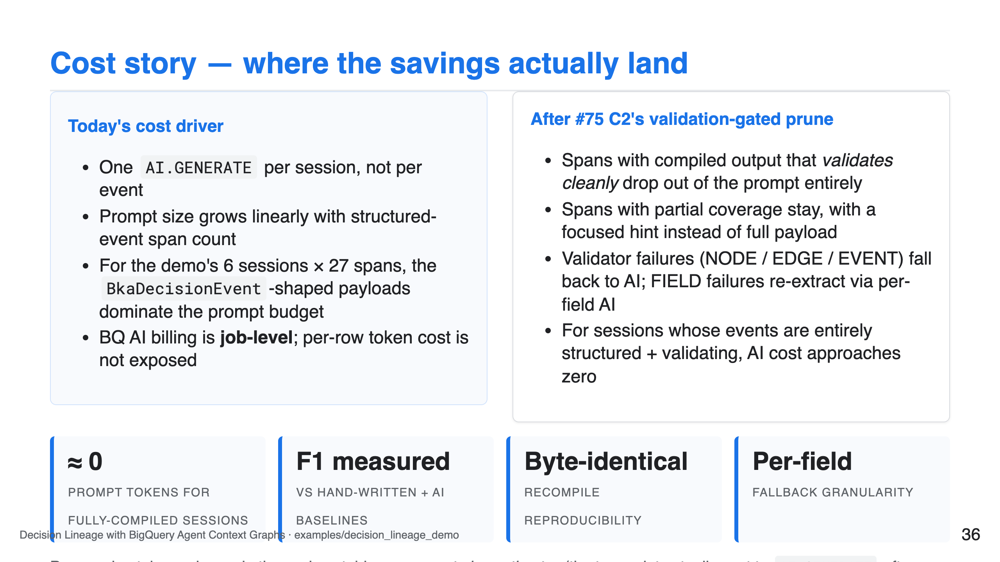 Cost story — where the savings actually land
Today's cost driver
• One AI.GENERATE per session, not per
event
• Prompt size grows linearly with structured-
event span count
• For the demo's 6 sessions × 27 spans, the
BkaDecisionEvent -shaped payloads
dominate the prompt budget
• BQ AI billing is job-level; per-row token cost is
not exposed
After #75 C2's validation-gated prune
• Spans with compiled output that validates
cleanly drop out of the prompt entirely
• Spans with partial coverage stay, with a
focused hint instead of full payload
• Validator failures (NODE / EDGE / EVENT) fall
back to AI; FIELD failures re-extract via per-
field AI
• For sessions whose events are entirely
structured + validating, AI cost approaches
zero
≈ 0
PROMPT TOKENS FOR
FULLY-COMPILED SESSIONS
F1 measured
VS HAND-WRITTEN + AI
BASELINES
Byte-identical
RECOMPILE
REPRODUCIBILITY
Per-field
FALLBACK GRANULARITY
Decision Lineage with BigQuery Agent Context Graphs · examples/decision_lineage_demo
36